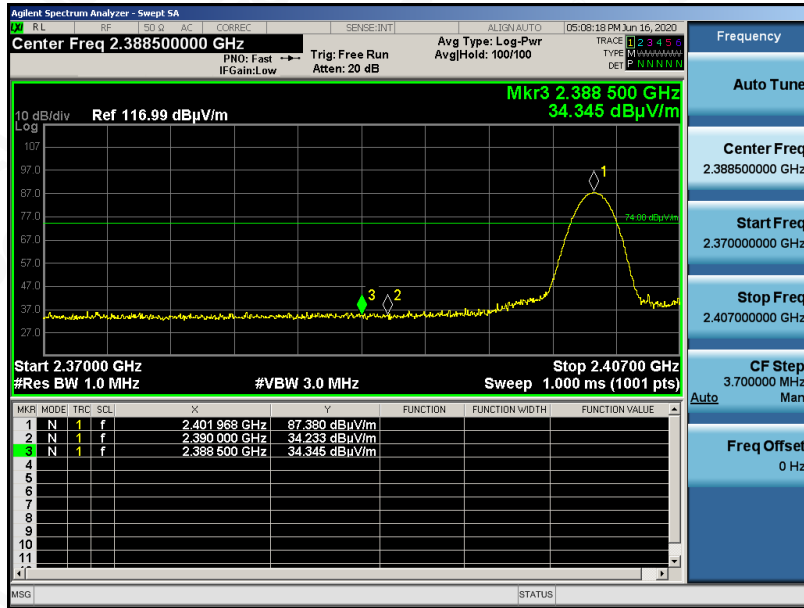 Agilent Spectrum Analyzer - Swept SA
LXI RL RF 50 Ω AC CORREC SENSE:INT ALIGN AUTO 05:08:18 PM Jun 16, 2020
Center Freq 2.388500000 GHz
PNO: Fast
IFGain:Low
Trig: Free Run
Atten: 20 dB
Avg Type: Log-Pwr
Avg|Hold: 100/100
TRACE 1 2 3 4 5 6
TYPE M
DET P N N N N N
Mkr3 2.388 500 GHz
34.345 dBµV/m
10 dB/div Ref 116.99 dBµV/m
Log
107
97.0
87.0
77.0
67.0
57.0
47.0
37.0
27.0
1
74.00 dBµV/m
3
2
Start 2.37000 GHz Stop 2.40700 GHz
#Res BW 1.0 MHz #VBW 3.0 MHz Sweep 1.000 ms (1001 pts)
MKR MODE TRC SCL X Y FUNCTION FUNCTION WIDTH FUNCTION VALUE
1 N 1 f 2.401 968 GHz 87.380 dBµV/m
2 N 1 f 2.390 000 GHz 34.233 dBµV/m
3 N 1 f 2.388 500 GHz 34.345 dBµV/m
4
5
6
7
8
9
10
11
MSG STATUS
Frequency
Auto Tune
Center Freq
2.388500000 GHz
Start Freq
2.370000000 GHz
Stop Freq
2.407000000 GHz
CF Step
3.700000 MHz
Auto Man
Freq Offset
0 Hz